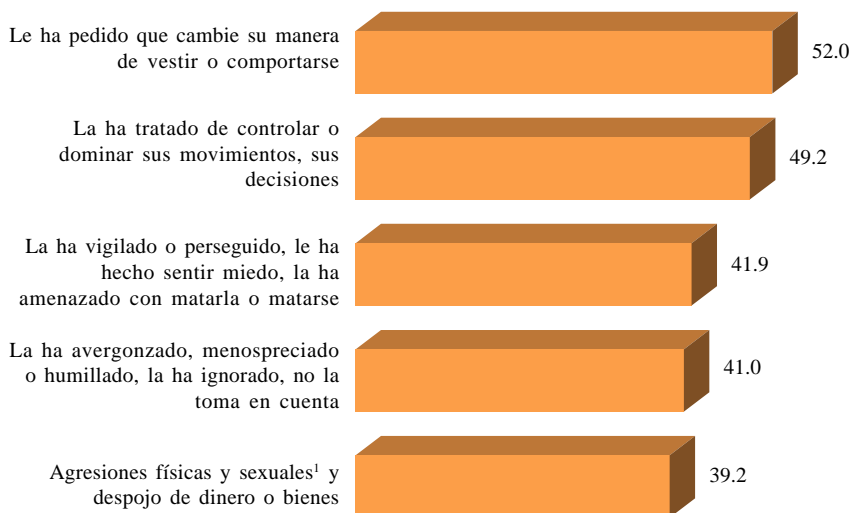 Le ha pedido que cambie su manera
de vestir o comportarse
52.0
La ha tratado de controlar o
dominar sus movimientos, sus
decisiones
49.2
La ha vigilado o perseguido, le ha
hecho sentir miedo, la ha
amenazado con matarla o matarse
41.9
La ha avergonzado, menospreciado
o humillado, la ha ignorado, no la
toma en cuenta
41.0
Agresiones físicas y sexuales¹ y
despojo de dinero o bienes
39.2